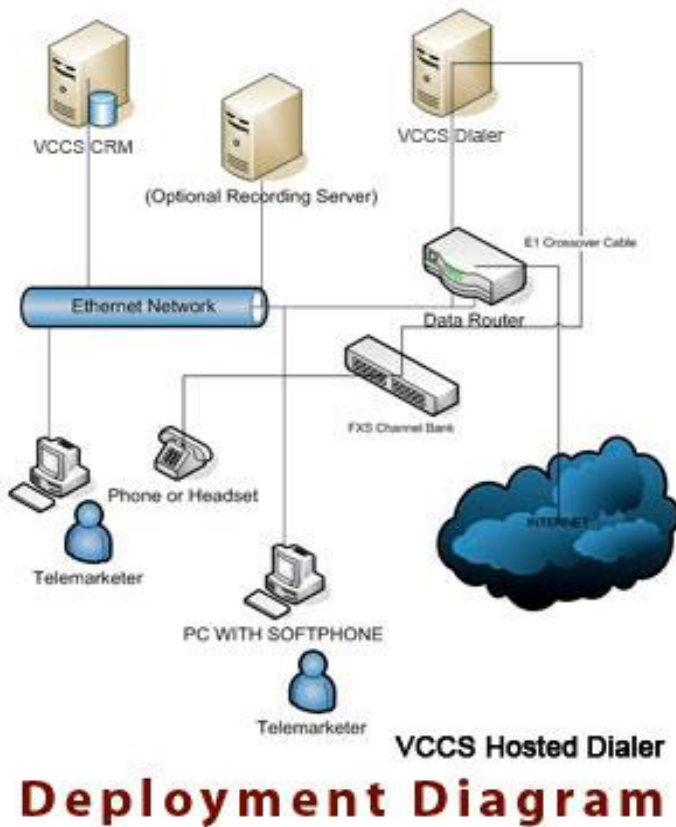 VCCS CRM
VCCS Dialer
(Optional Recording Server)
E1 Crossover Cable
Ethernet Network
Data Router
FXS Channel Bank
Phone or Headset
INTERNET
Telemarketer
PC WITH SOFTPHONE
Telemarketer
VCCS Hosted Dialer
Deployment Diagram